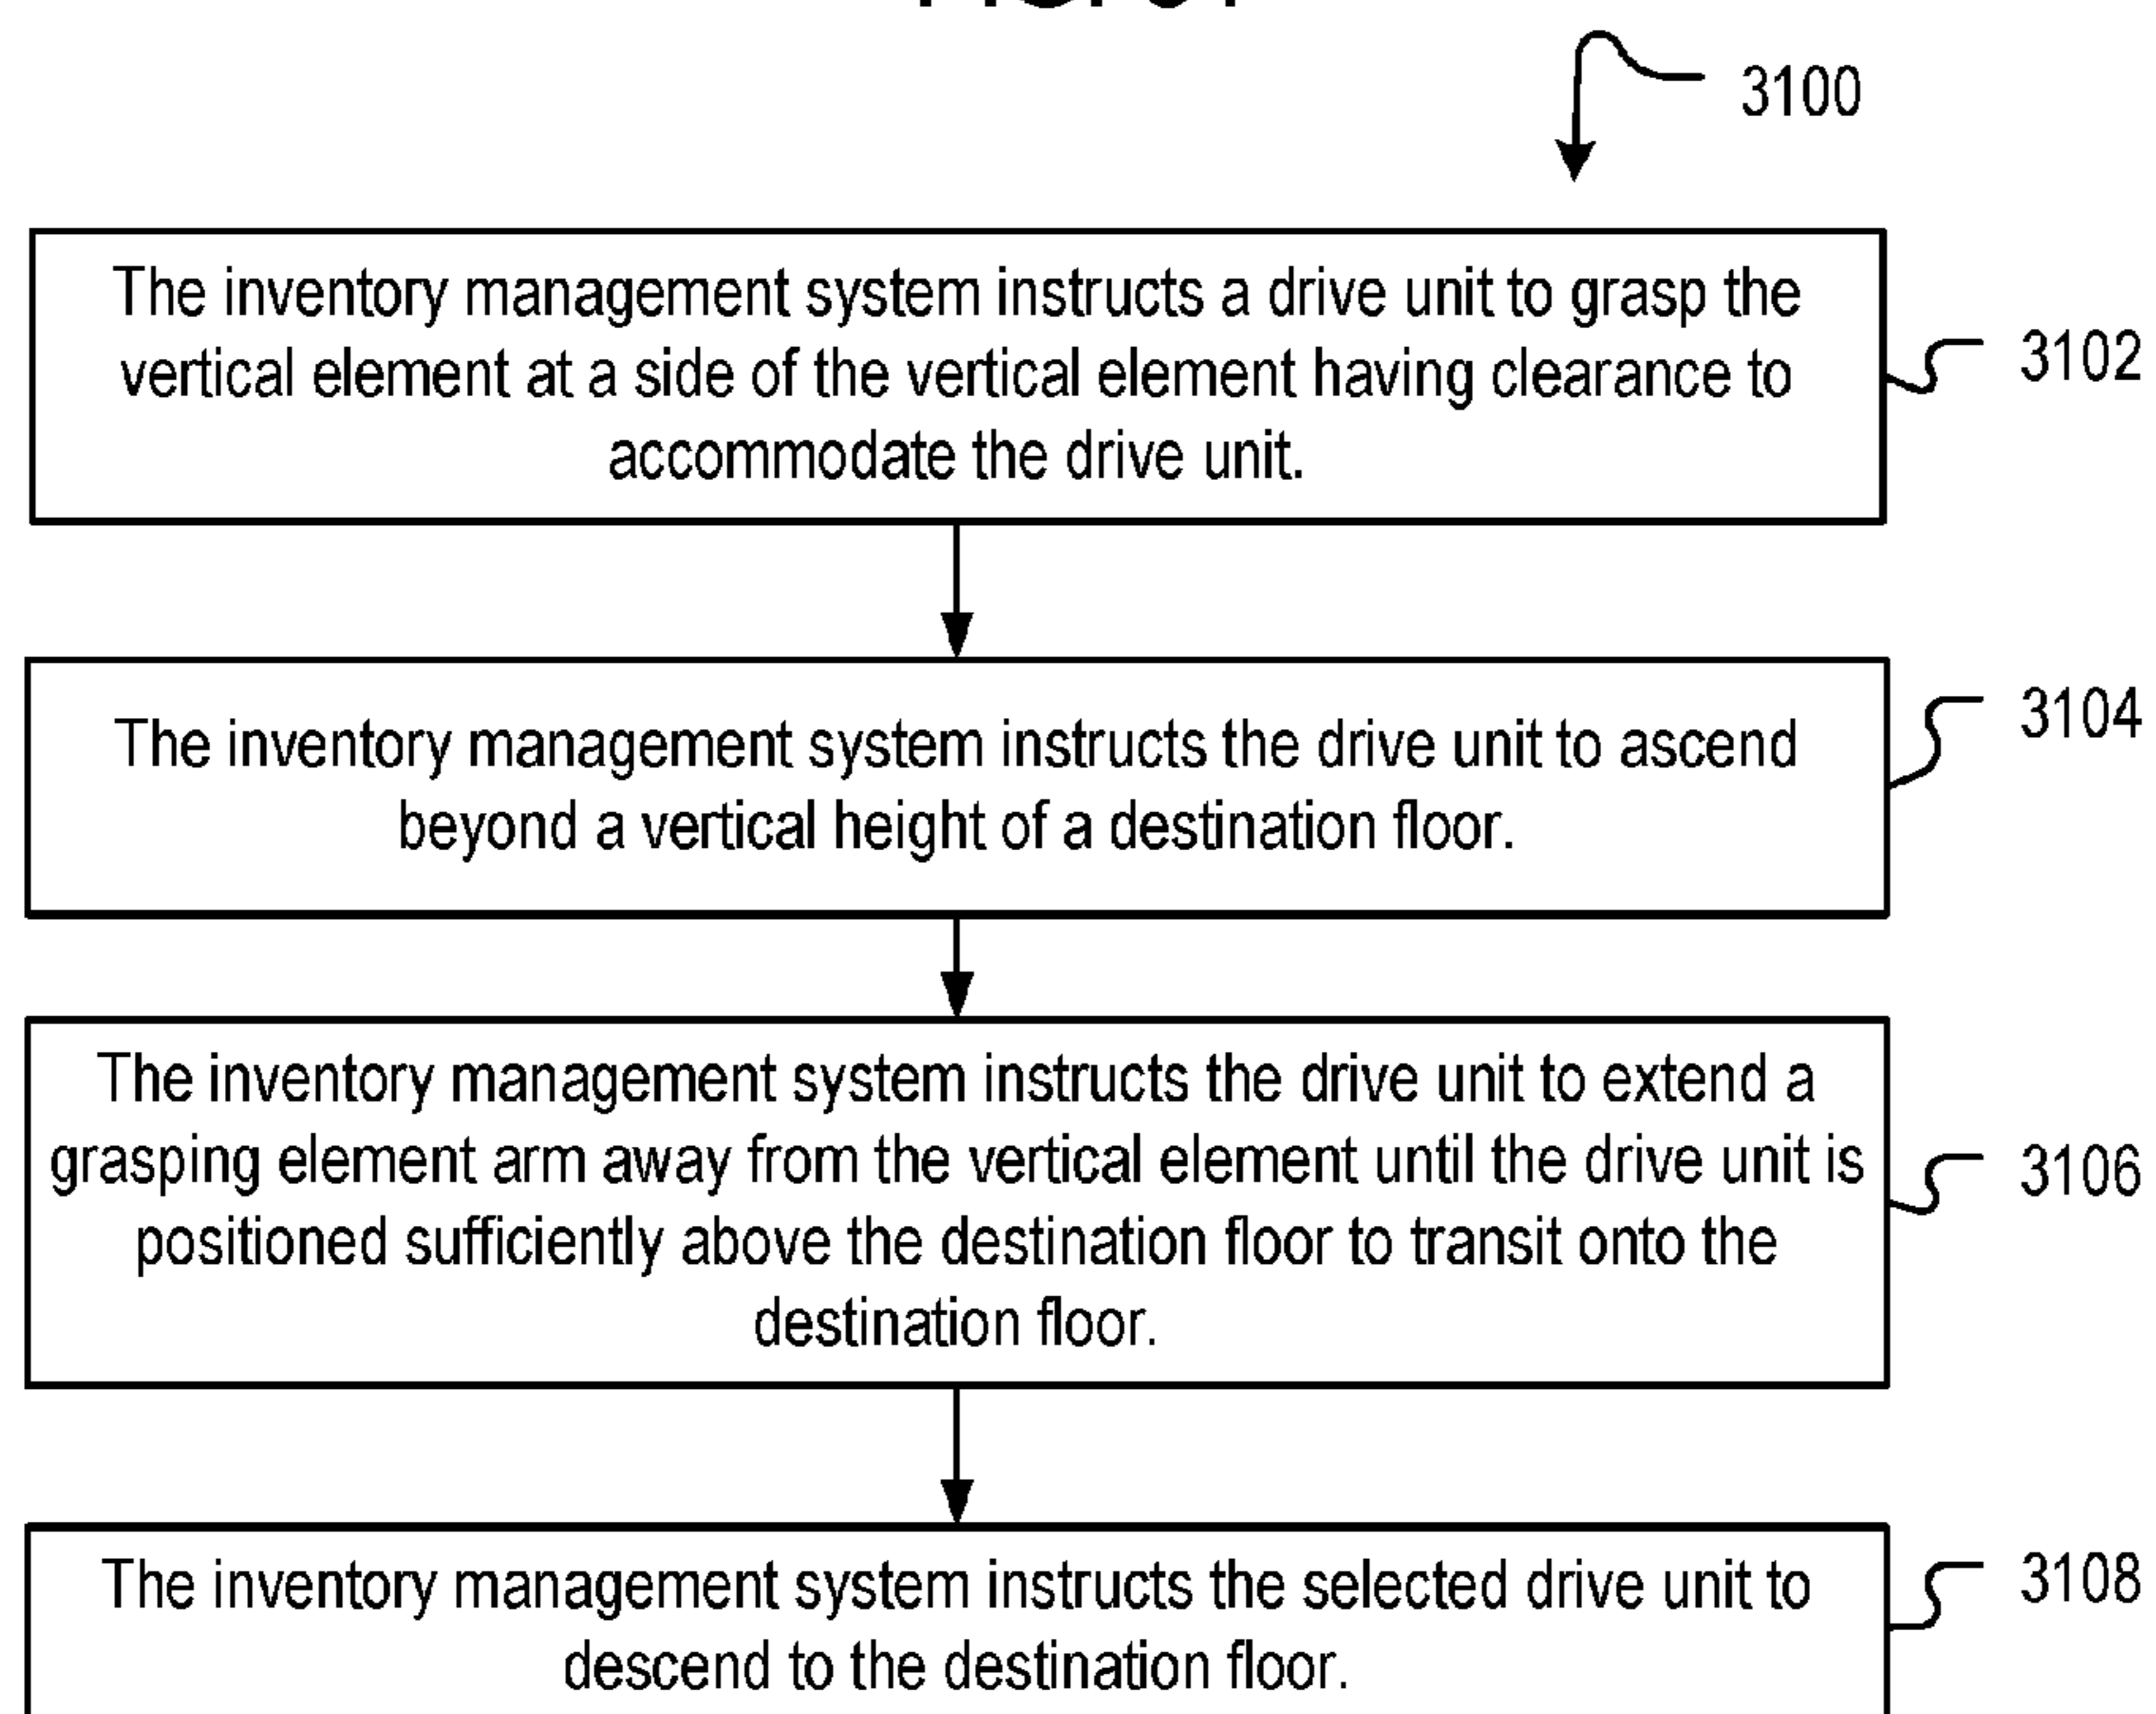 3100
The inventory management system instructs a drive unit to grasp the
vertical element at a side of the vertical element having clearance to
accommodate the drive unit.
3102
The inventory management system instructs the drive unit to ascend
beyond a vertical height of a destination floor.
3104
The inventory management system instructs the drive unit to extend a
grasping element arm away from the vertical element until the drive unit is
positioned sufficiently above the destination floor to transit onto the
destination floor.
3106
The inventory management system instructs the selected drive unit to
descend to the destination floor.
3108